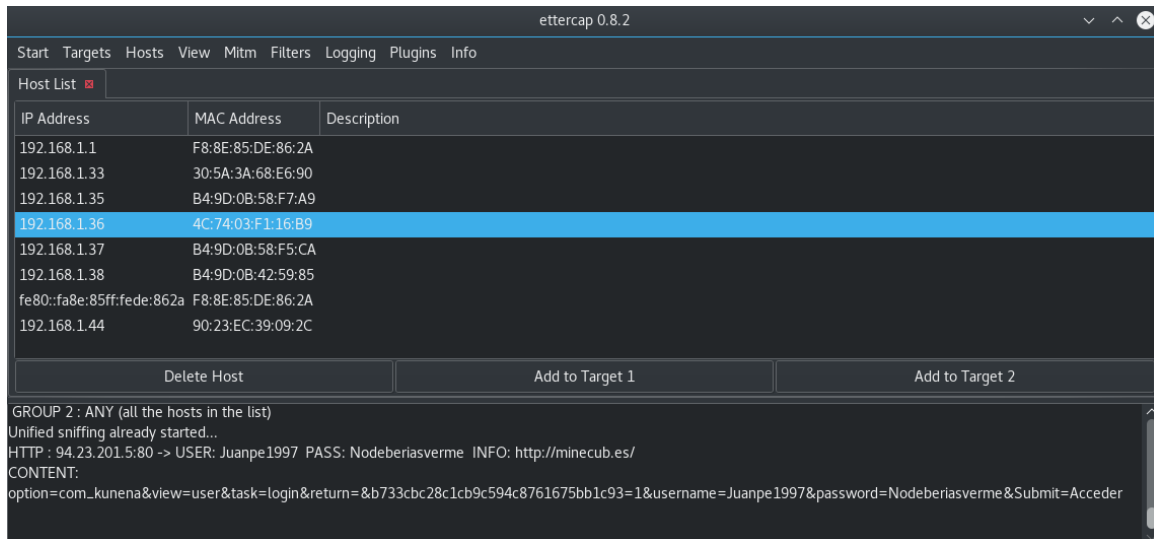 ettercap 0.8.2
Start Targets Hosts View Mitm Filters Logging Plugins Info
Host List
IP Address MAC Address Description
192.168.1.1 F8:8E:85:DE:86:2A
192.168.1.33 30:5A:3A:68:E6:90
192.168.1.35 B4:9D:0B:58:F7:A9
192.168.1.36 4C:74:03:F1:16:B9
192.168.1.37 B4:9D:0B:58:F5:CA
192.168.1.38 B4:9D:0B:42:59:85
fe80::fa8e:85ff:fede:862a F8:8E:85:DE:86:2A
192.168.1.44 90:23:EC:39:09:2C
Delete Host Add to Target 1 Add to Target 2
GROUP 2 : ANY (all the hosts in the list)
Unified sniffing already started...
HTTP : 94.23.201.5:80 -> USER: Juanpe1997 PASS: Nodeberiasverme INFO: http://minecub.es/
CONTENT:
option=com_kunena&view=user&task=login&return=&b733cbc28c1cb9c594c8761675bb1c93=1&username=Juanpe1997&password=Nodeberiasverme&Submit=Acceder